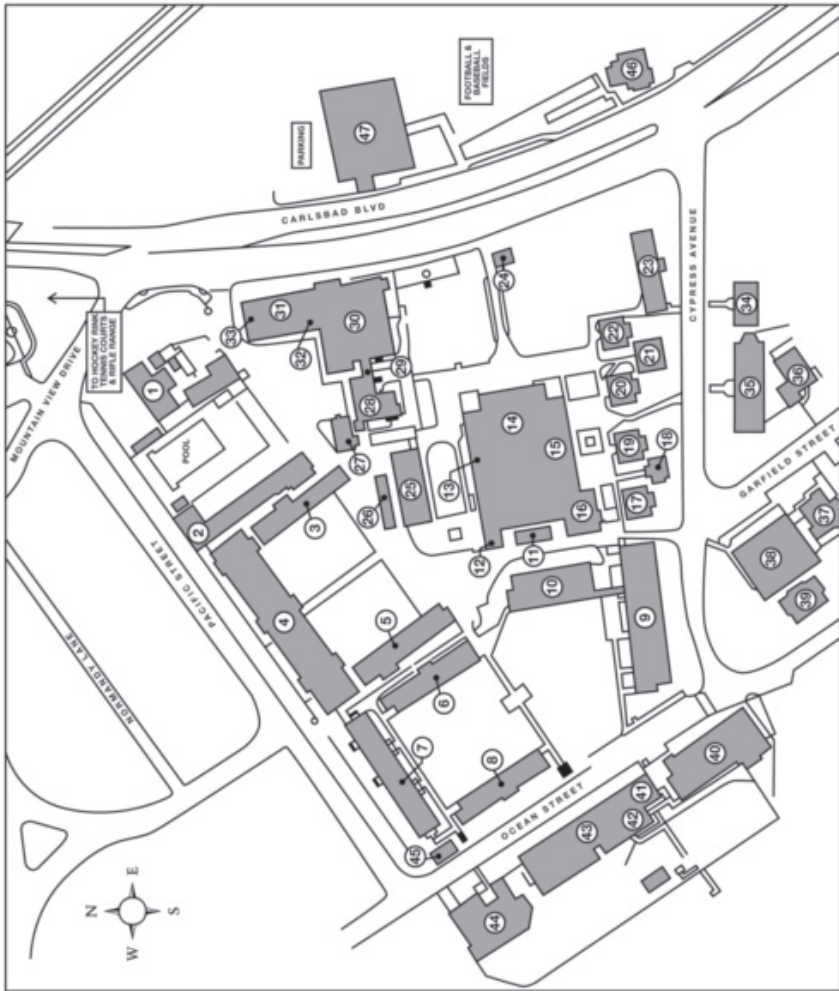 MOUNTAIN VIEW DRIVE
TO HOCKEY RINK
TENNIS COURTS
& RIFLE RANGE
PARKING
FOOTBALL &
BASEBALL
FIELDS
CARLSBAD BLVD
47
46
1
POOL
33
31
32
30
29
28
27
24
23
CYPRESS AVENUE
34
22
21
20
35
36
2
3
26
25
13
14
15
19
18
GARFIELD STREET
PACIFIC STREET
NORMANDY LANE
4
5
12
11
16
17
10
9
37
38
39
6
7
8
OCEAN STREET
40
41
42
43
45
44
N
E
S
W